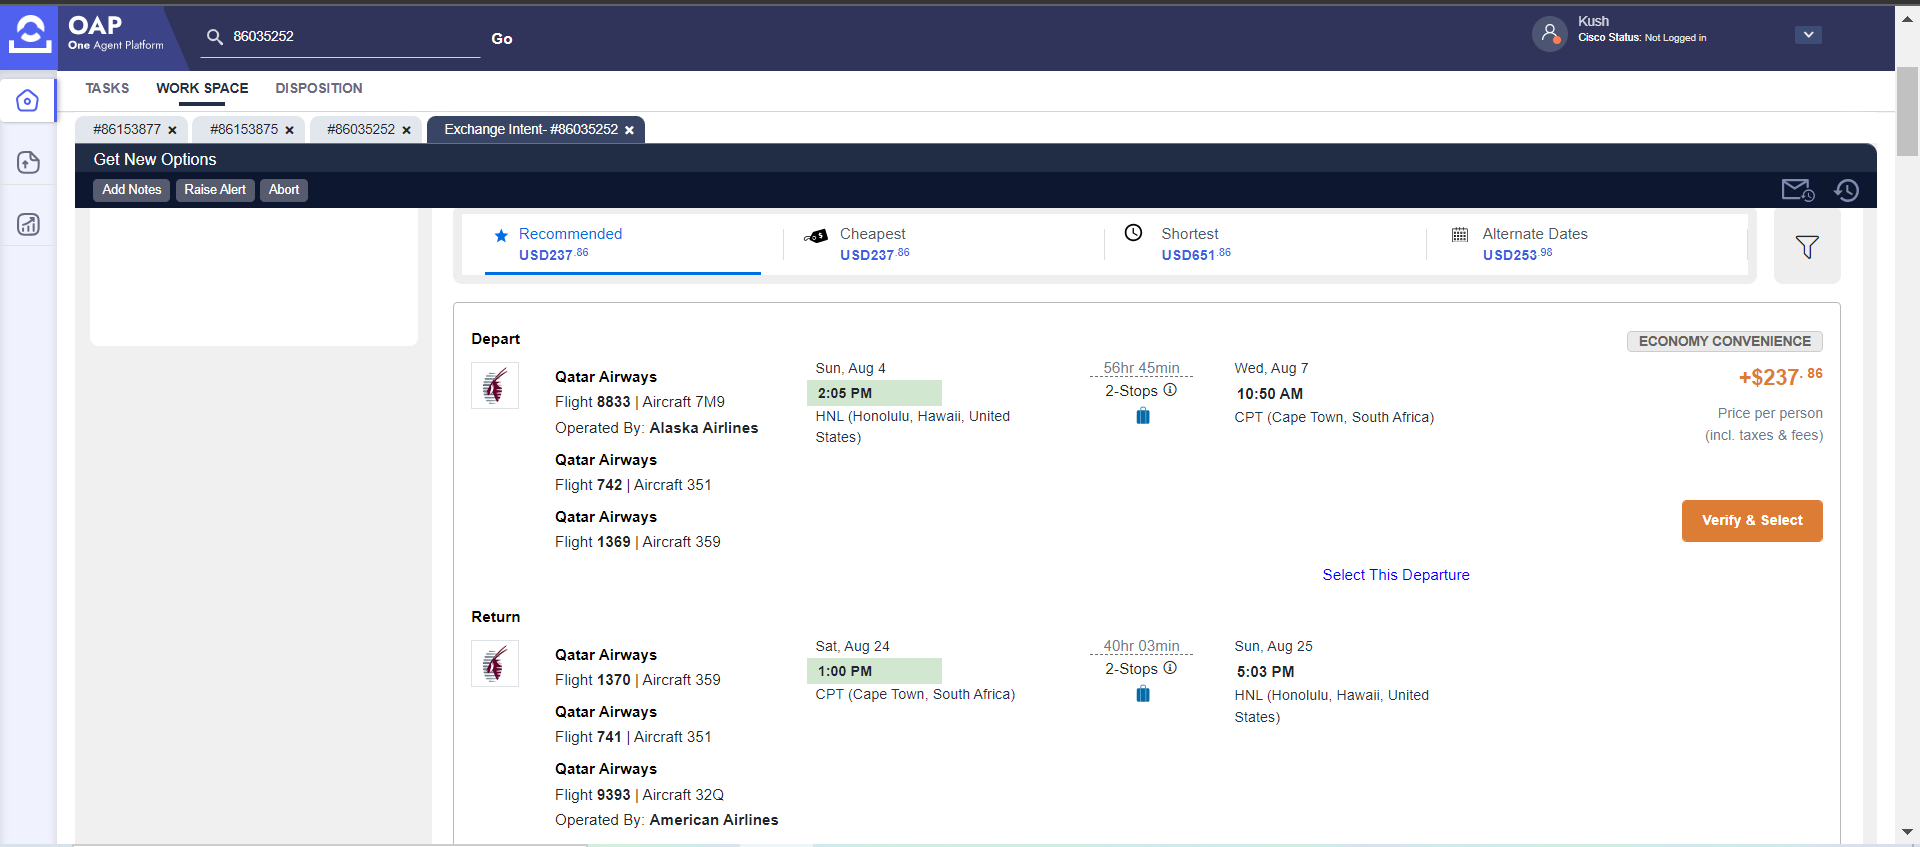 OAP
One Agent Platform
86035252
Go
Kush
Cisco Status: Not Logged in
TASKS
WORK SPACE
DISPOSITION
#86153877 ×
#86153875 ×
#86035252 ×
Exchange Intent- #86035252 ×
Get New Options
Add Notes
Raise Alert
Abort
Recommended
USD237.86
Cheapest
USD237.86
Shortest
USD651.86
Alternate Dates
USD253.98
Depart
ECONOMY CONVENIENCE
Qatar Airways
Flight 8833 | Aircraft 7M9
Operated By: Alaska Airlines
Sun, Aug 4
2:05 PM
HNL (Honolulu, Hawaii, United
States)
56hr 45min
2-Stops
Wed, Aug 7
10:50 AM
CPT (Cape Town, South Africa)
+$237.86
Price per person
(incl. taxes & fees)
Qatar Airways
Flight 742 | Aircraft 351
Qatar Airways
Flight 1369 | Aircraft 359
Verify & Select
Select This Departure
Return
Qatar Airways
Flight 1370 | Aircraft 359
Sat, Aug 24
1:00 PM
CPT (Cape Town, South Africa)
40hr 03min
2-Stops
Sun, Aug 25
5:03 PM
HNL (Honolulu, Hawaii, United
States)
Qatar Airways
Flight 741 | Aircraft 351
Qatar Airways
Flight 9393 | Aircraft 32Q
Operated By: American Airlines